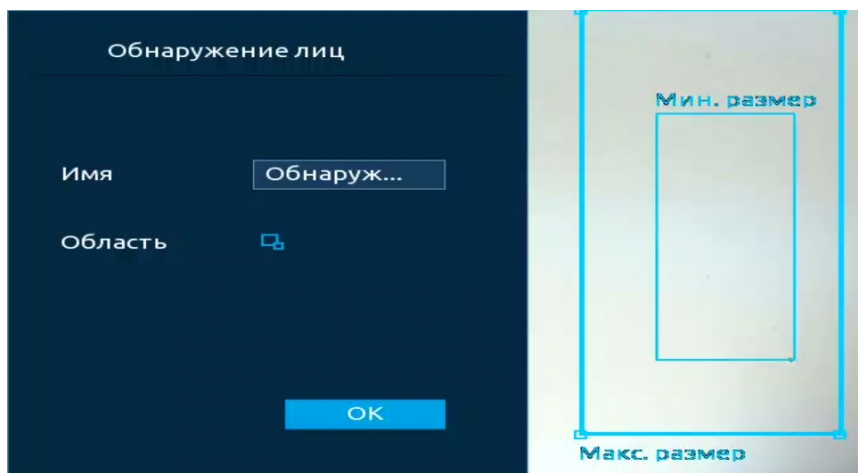 Обнаружение лиц
Имя
Обнаруж...
Область
OK
Мин. размер
Макс. размер